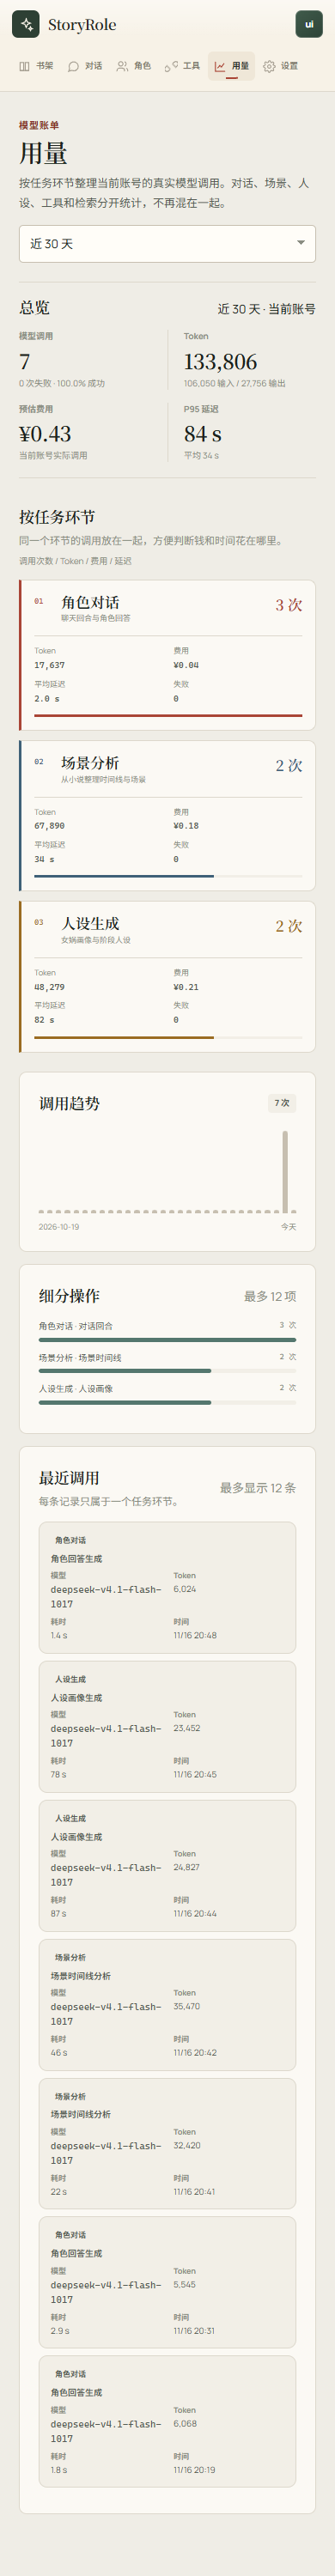 StoryRole
ui
书架
对话
角色
工具
用量
设置
模型账单
用量
按任务环节整理当前账号的真实模型调用。对话、场景、人
设、工具和检索分开统计，不再混在一起。
近 30 天
总览
近 30 天 · 当前账号
模型调用
7
0 次失败 · 100.0% 成功
Token
133,806
106,050 输入 / 27,756 输出
预估费用
¥0.43
当前账号实际调用
P95 延迟
84 s
平均 34 s
按任务环节
同一个环节的调用放在一起，方便判断钱和时间花在哪里。
调用次数 / Token / 费用 / 延迟
01
角色对话
聊天回合与角色回答
3 次
Token
17,637
费用
¥0.04
平均延迟
2.0 s
失败
0
02
场景分析
从小说整理时间线与场景
2 次
Token
67,890
费用
¥0.18
平均延迟
34 s
失败
0
03
人设生成
女娲画像与阶段人设
2 次
Token
48,279
费用
¥0.21
平均延迟
82 s
失败
0
调用趋势
7 次
2026-10-19
今天
细分操作
最多 12 项
角色对话 · 对话回合
3 次
场景分析 · 场景时间线
2 次
人设生成 · 人设画像
2 次
最近调用
最多显示 12 条
每条记录只属于一个任务环节。
角色对话
角色回答生成
模型
deepseek-v4.1-flash-
1017
Token
6,024
耗时
1.4 s
时间
11/16 20:48
人设生成
人设画像生成
模型
deepseek-v4.1-flash-
1017
Token
23,452
耗时
78 s
时间
11/16 20:45
人设生成
人设画像生成
模型
deepseek-v4.1-flash-
1017
Token
24,827
耗时
87 s
时间
11/16 20:44
场景分析
场景时间线分析
模型
deepseek-v4.1-flash-
1017
Token
35,470
耗时
46 s
时间
11/16 20:42
场景分析
场景时间线分析
模型
deepseek-v4.1-flash-
1017
Token
32,420
耗时
22 s
时间
11/16 20:41
角色对话
角色回答生成
模型
deepseek-v4.1-flash-
1017
Token
5,545
耗时
2.9 s
时间
11/16 20:31
角色对话
角色回答生成
模型
deepseek-v4.1-flash-
1017
Token
6,068
耗时
1.8 s
时间
11/16 20:19